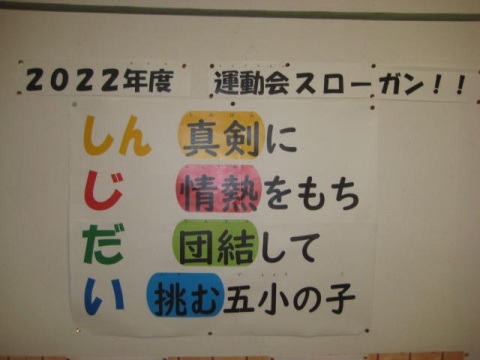 ２０２２年度　運動会スローガン！！
しん　真剣に
じ　情熱をもち
だ　団結して
い　挑む五小の子